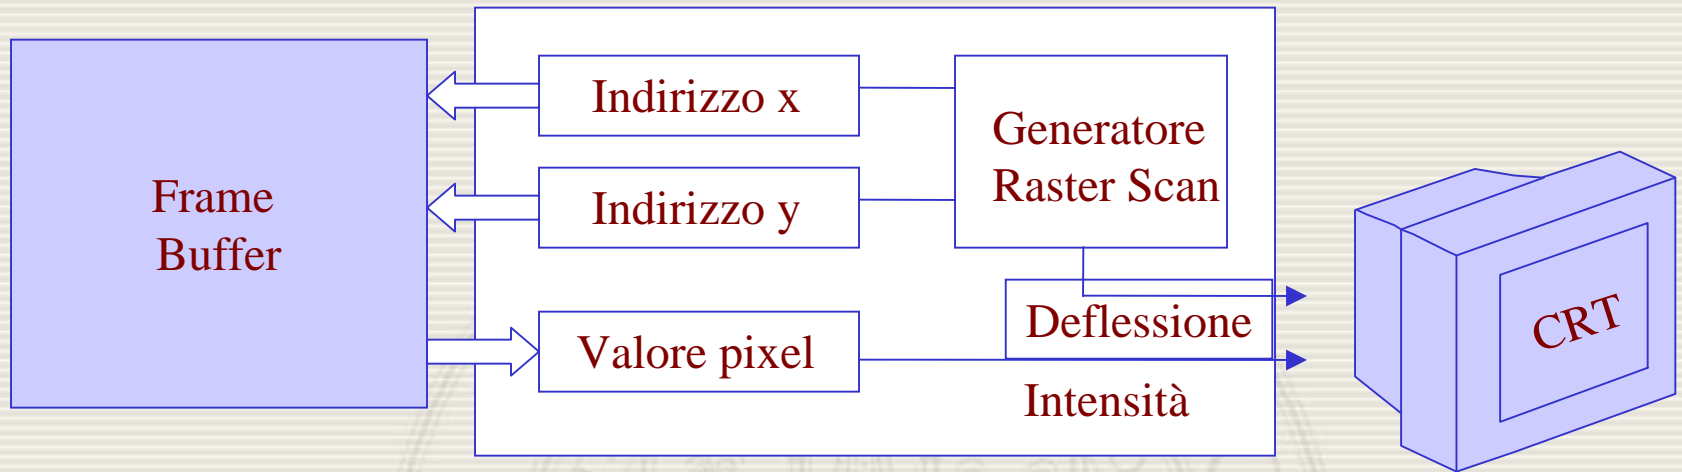 Frame
Buffer
Indirizzo x
Indirizzo y
Valore pixel
Generatore
Raster Scan
Deflessione
Intensità
CRT